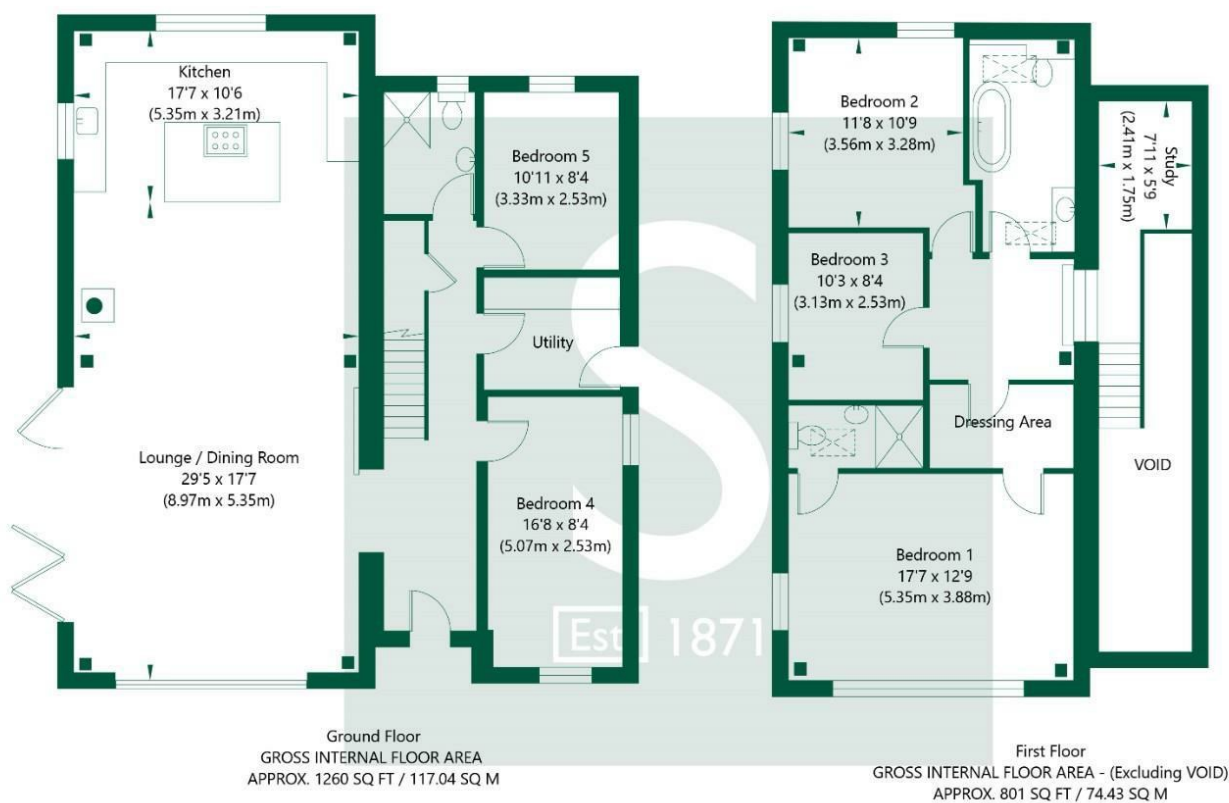 Kitchen
17'7 x 10'6
(5.35m x 3.21m)
Lounge / Dining Room
29'5 x 17'7
(8.97m x 5.35m)
Bedroom 5
10'11 x 8'4
(3.33m x 2.53m)
Utility
Bedroom 4
16'8 x 8'4
(5.07m x 2.53m)
Ground Floor
GROSS INTERNAL FLOOR AREA
APPROX. 1260 SQ FT / 117.04 SQ M
Bedroom 2
11'8 x 10'9
(3.56m x 3.28m)
Bedroom 3
10'3 x 8'4
(3.13m x 2.53m)
Dressing Area
Bedroom 1
17'7 x 12'9
(5.35m x 3.88m)
Study
7'11 x 5'9
(2.41m x 1.75m)
VOID
First Floor
GROSS INTERNAL FLOOR AREA - (Excluding VOID)
APPROX. 801 SQ FT / 74.43 SQ M
S
Est 1871